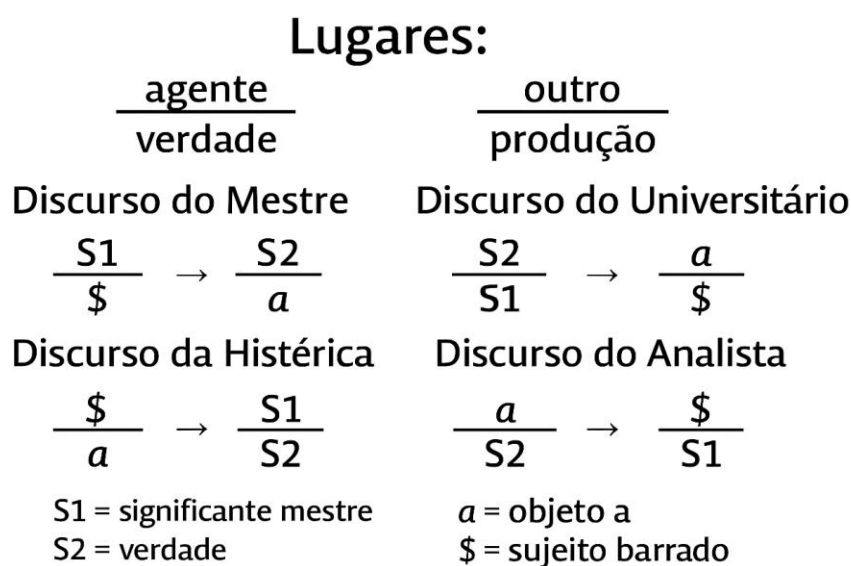 Lugares:
agente outro
verdade produção
Discurso do Mestre Discurso do Universitário
S1 → S2 S2 → a
$ a S1 $
Discurso da Histérica Discurso do Analista
$ → S1 a → $
a S2 S2 S1
S1 = significante mestre a = objeto a
S2 = verdade $ = sujeito barrado